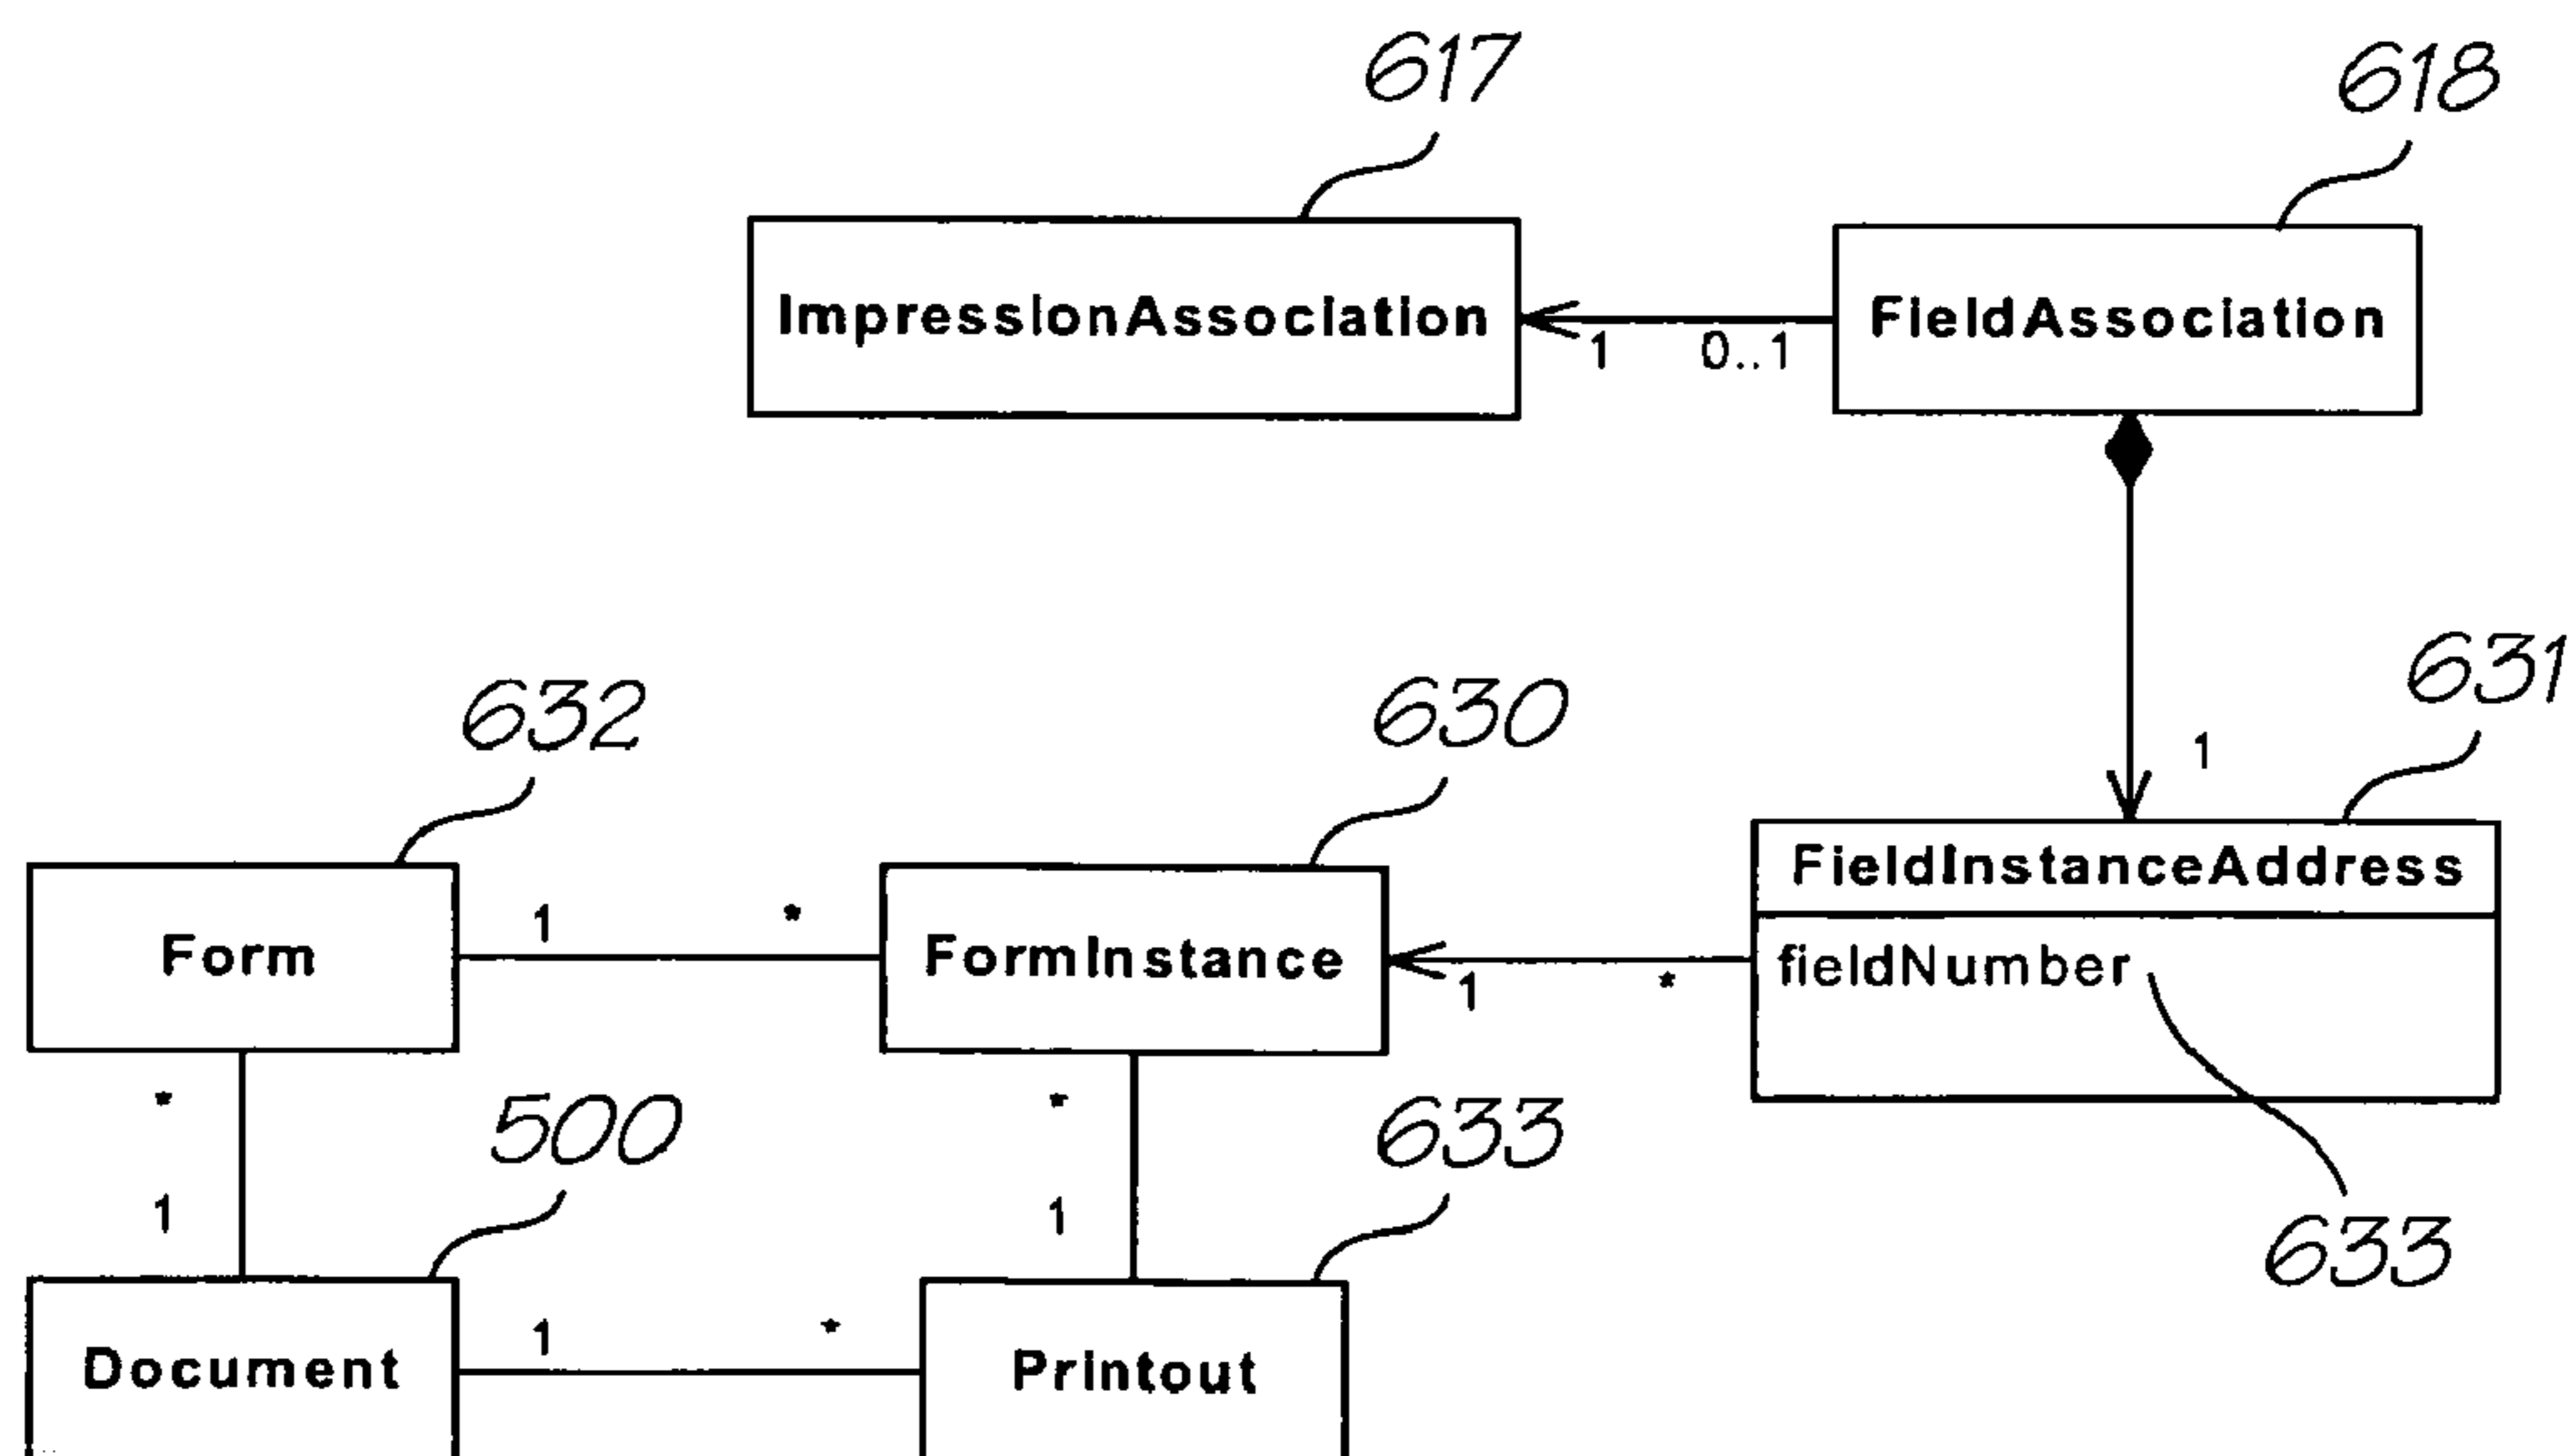 617
618
ImpressionAssociation
1
0..1
FieldAssociation
631
1
632
630
FieldInstanceAddress
Form
1
*
FormInstance
1
*
fieldNumber
*
500
*
633
1
1
633
Document
1
*
Printout